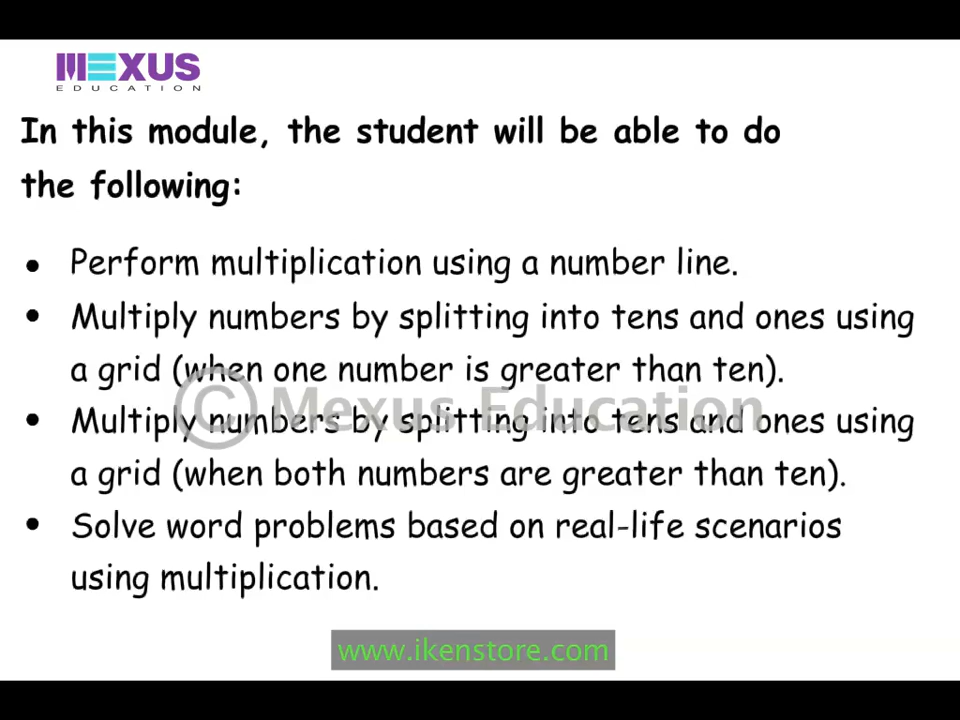 MEXUS
EDUCATION
In this module, the student will be able to do
the following:
• Perform multiplication using a number line.
• Multiply numbers by splitting into tens and ones using
a grid (when one number is greater than ten).
© Mexus Education
• Multiply numbers by splitting into tens and ones using
a grid (when both numbers are greater than ten).
• Solve word problems based on real-life scenarios
using multiplication.
www.ikenstore.com